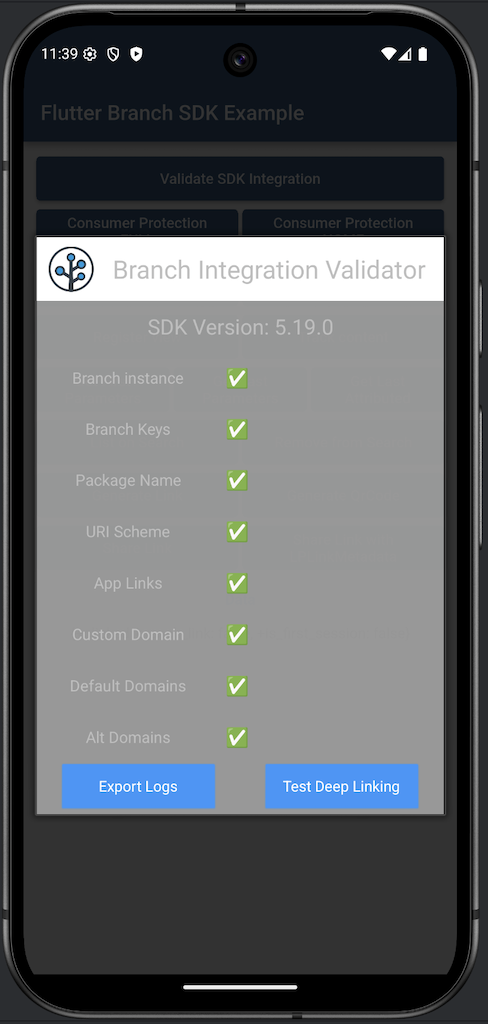 11:39
Flutter Branch SDK Example
Validate SDK Integration
Consumer Protection
Consumer Protection
Branch Integration Validator
SDK Version: 5.19.0
Branch instance
Branch Keys
Package Name
URI Scheme
App Links
Custom Domain
Default Domains
Alt Domains
Export Logs
Test Deep Linking